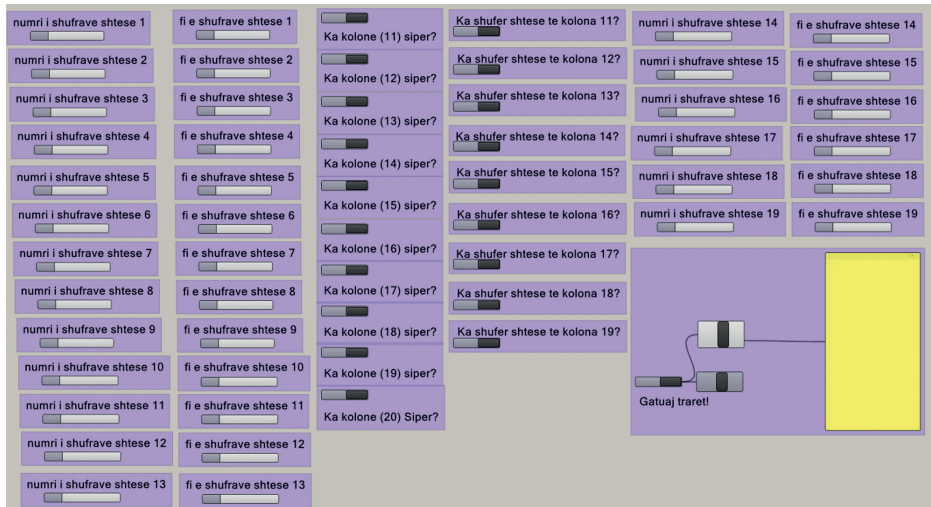 numri i shufrave shtese 1
numri i shufrave shtese 2
numri i shufrave shtese 3
numri i shufrave shtese 4
numri i shufrave shtese 5
numri i shufrave shtese 6
numri i shufrave shtese 7
numri i shufrave shtese 8
numri i shufrave shtese 9
numri i shufrave shtese 10
numri i shufrave shtese 11
numri i shufrave shtese 12
numri i shufrave shtese 13
fi e shufrave shtese 1
fi e shufrave shtese 2
fi e shufrave shtese 3
fi e shufrave shtese 4
fi e shufrave shtese 5
fi e shufrave shtese 6
fi e shufrave shtese 7
fi e shufrave shtese 8
fi e shufrave shtese 9
fi e shufrave shtese 10
fi e shufrave shtese 11
fi e shufrave shtese 12
fi e shufrave shtese 13
Ka kolone (11) siper?
Ka kolone (12) siper?
Ka kolone (13) siper?
Ka kolone (14) siper?
Ka kolone (15) siper?
Ka kolone (16) siper?
Ka kolone (17) siper?
Ka kolone (18) siper?
Ka kolone (19) siper?
Ka kolone (20) Siper?
Ka shufer shtese te kolona 11?
Ka shufer shtese te kolona 12?
Ka shufer shtese te kolona 13?
Ka shufer shtese te kolona 14?
Ka shufer shtese te kolona 15?
Ka shufer shtese te kolona 16?
Ka shufer shtese te kolona 17?
Ka shufer shtese te kolona 18?
Ka shufer shtese te kolona 19?
numri i shufrave shtese 14
numri i shufrave shtese 15
numri i shufrave shtese 16
numri i shufrave shtese 17
numri i shufrave shtese 18
numri i shufrave shtese 19
fi e shufrave shtese 14
fi e shufrave shtese 15
fi e shufrave shtese 16
fi e shufrave shtese 17
fi e shufrave shtese 18
fi e shufrave shtese 19
Gatuaj traret!